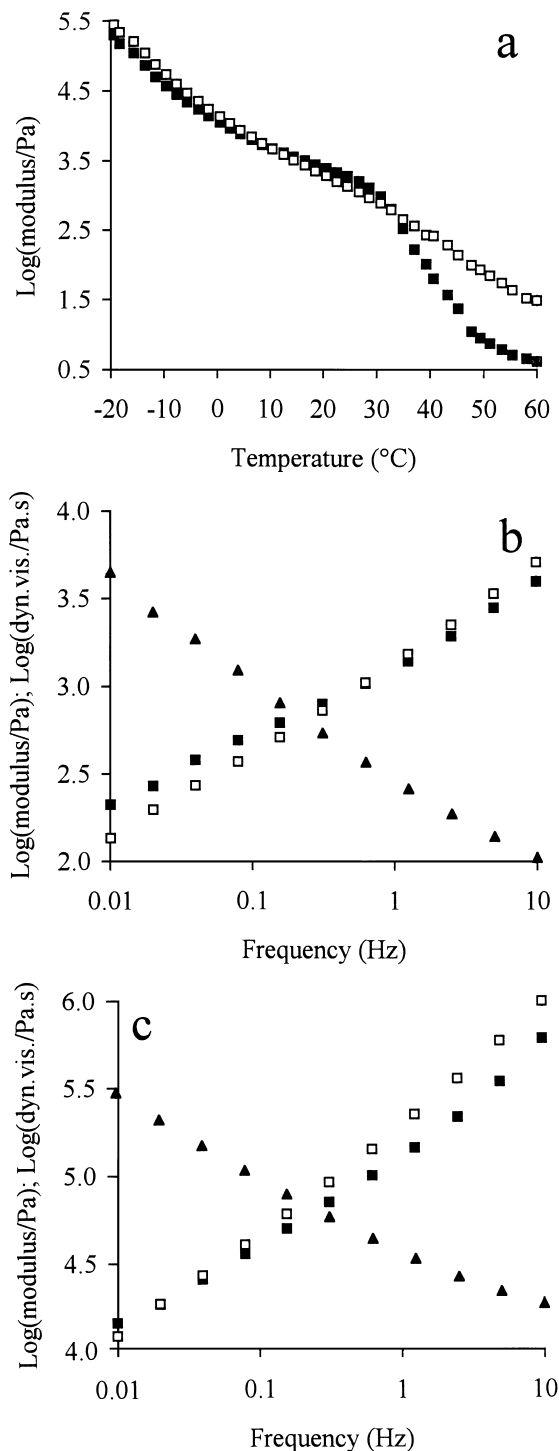 a
Log(modulus/Pa)
5.5
4.5
3.5
2.5
1.5
0.5
-20 -10 0 10 20 30 40 50 60
Temperature (°C)
b
Log(modulus/Pa); Log(dyn.vis./Pa.s)
4.0
3.5
3.0
2.5
2.0
0.01 0.1 1 10
Frequency (Hz)
c
Log(modulus/Pa); Log(dyn.vis./Pa.s)
6.0
5.5
5.0
4.5
4.0
0.01 0.1 1 10
Frequency (Hz)